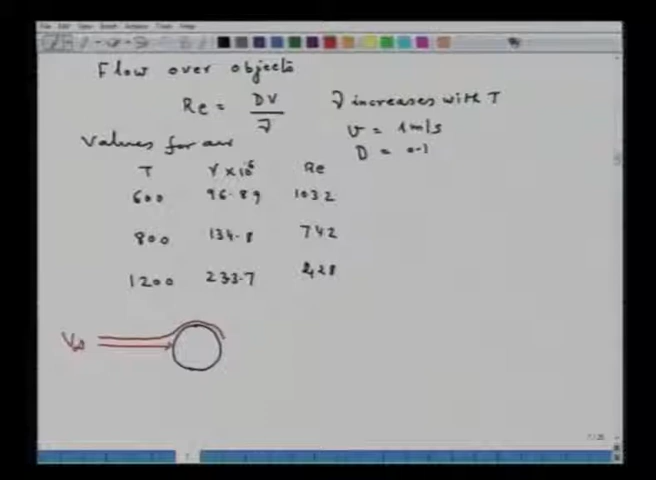 Flow over objects
Re = DV / ν
ν increases with T
Values for air
V = 1 m/s
D = 0.1
T ν×10⁶ Re
600 96.89 1032
800 134.8 742
1200 233.7 428
V∞